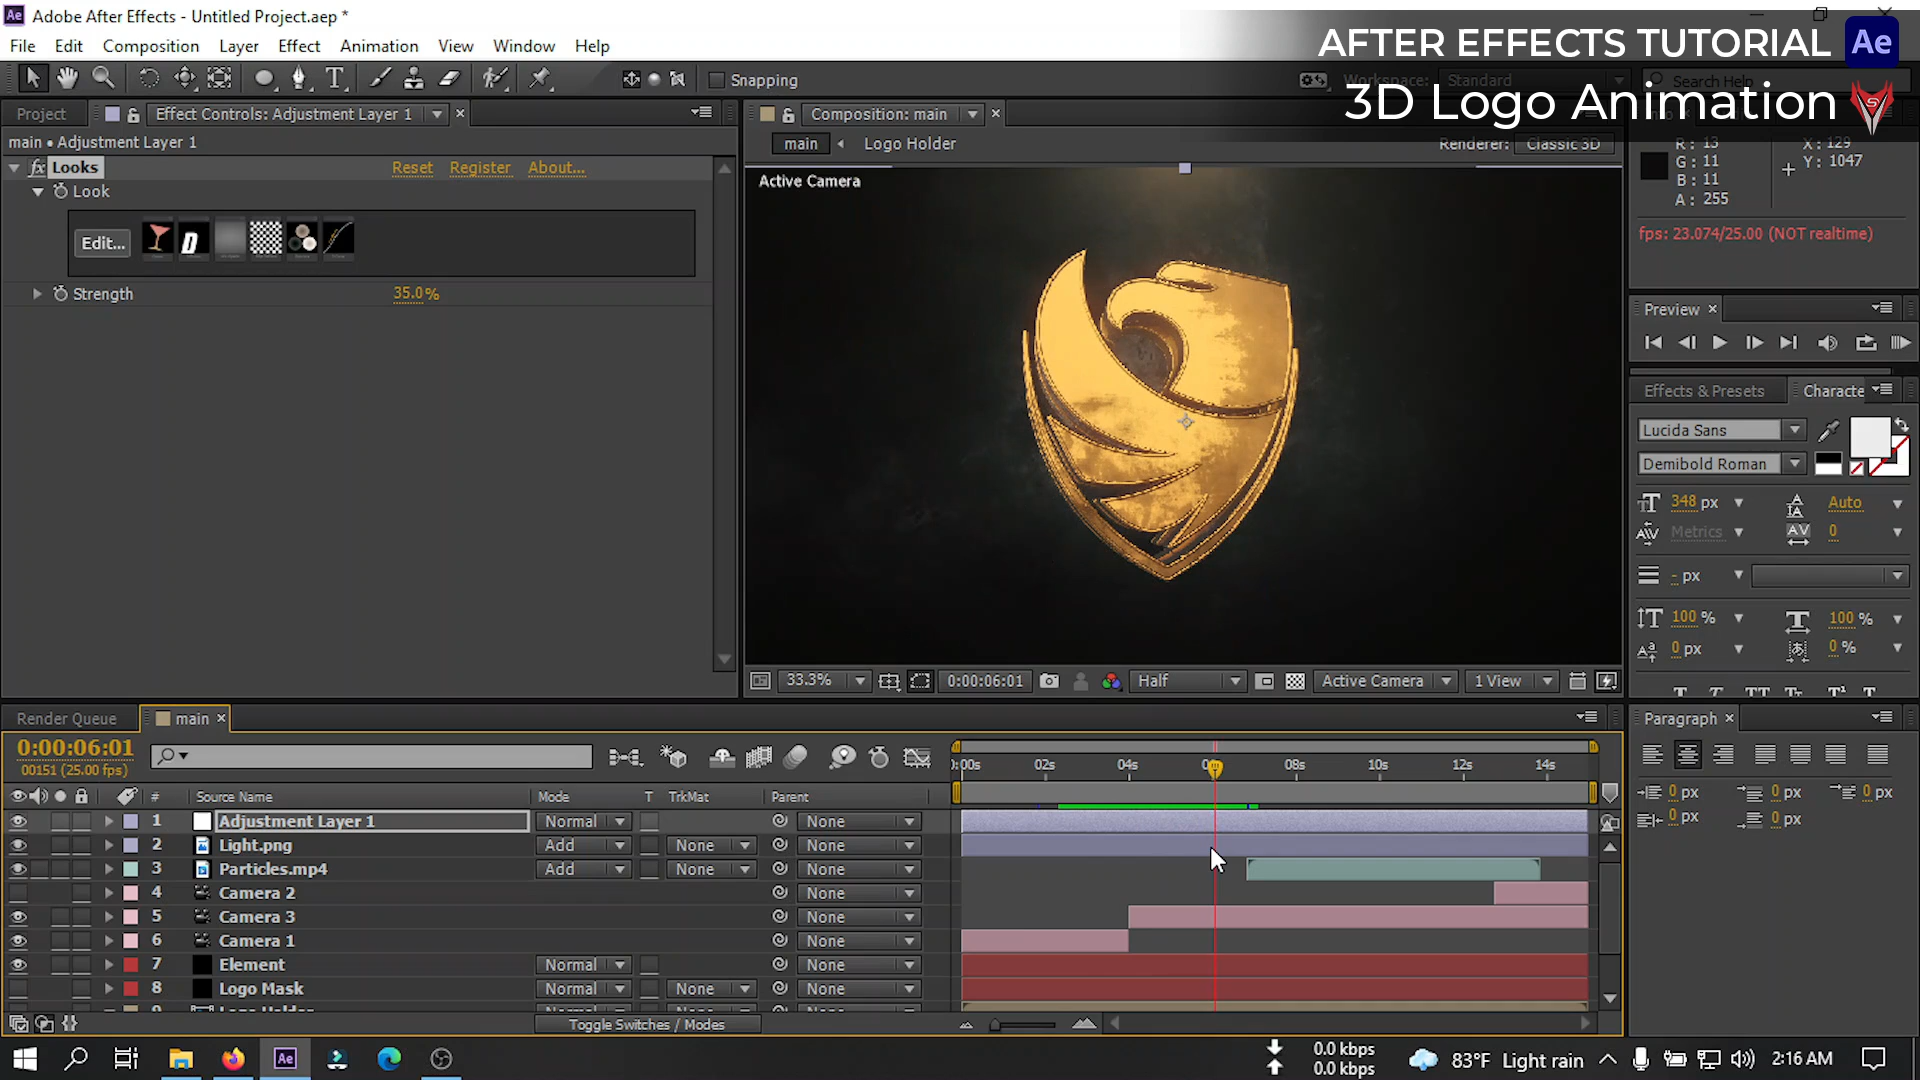 Adobe After Effects - Untitled Project.aep *
AFTER EFFECTS TUTORIAL Ae
3D Logo Animation
File Edit Composition Layer Effect Animation View Window Help
Snapping
Workspace: Standard
Search Help
Project
Effect Controls: Adjustment Layer 1
Composition: main
main • Adjustment Layer 1
main Logo Holder
Renderer: Classic 3D
R: 13
G: 11
B: 11
A: 255
X: 129
Y: 1047
fps: 23.074/25.00 (NOT realtime)
fx Looks Reset Register About...
Look
Edit...
Strength 35.0%
Active Camera
Preview
Effects & Presets
Lucida Sans
Demibold Roman
348 px Auto
Metrics 0
- px
100 % 100 %
0 px 0 %
33.3% 0:00:06:01 Half Active Camera 1 View
Render Queue main
Paragraph
0:00:06:01
00151 (25.00 fps)
02s 04s 08s 10s 12s 14s
0 px 0 px 0 px
0 px 0 px
# Source Name Mode T TrkMat Parent
1 Adjustment Layer 1 Normal None
2 Light.png Add None None
3 Particles.mp4 Add None None
4 Camera 2 None
5 Camera 3 None
6 Camera 1 None
7 Element Normal None
8 Logo Mask Normal None None
Toggle Switches / Modes
Ae
0.0 kbps
0.0 kbps
83°F Light rain
2:16 AM